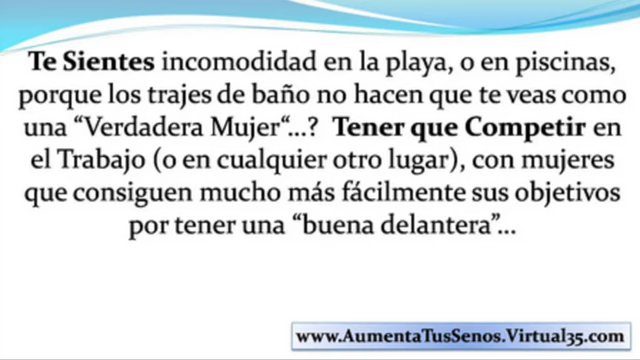 Te Sientes incomodidad en la playa, o en piscinas,
porque los trajes de baño no hacen que te veas como
una “Verdadera Mujer“...? Tener que Competir en
el Trabajo (o en cualquier otro lugar), con mujeres
que consiguen mucho más fácilmente sus objetivos
por tener una “buena delantera”...
www.AumentaTusSenos.Virtual35.com